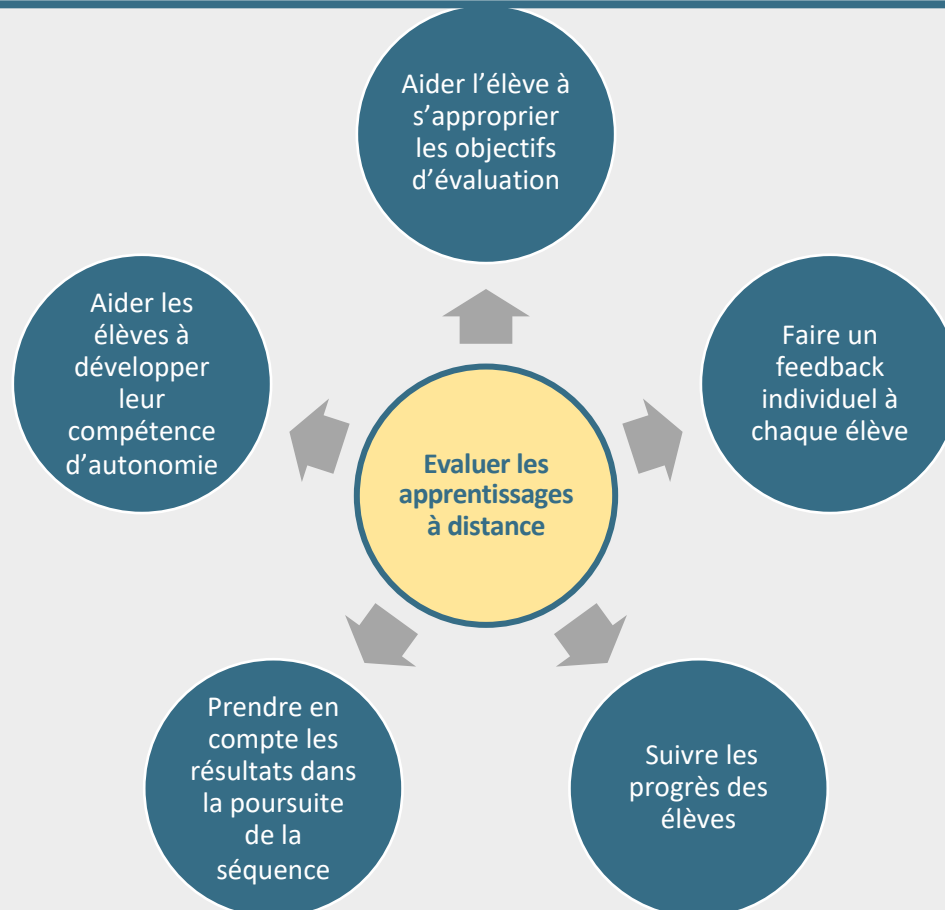 Aider l’élève à
s’approprier
les objectifs
d’évaluation
Faire un
feedback
individuel à
chaque élève
Suivre les
progrès des
élèves
Prendre en
compte les
résultats dans
la poursuite
de la
séquence
Aider les
élèves à
développer
leur
compétence
d’autonomie
Evaluer les
apprentissages
à distance